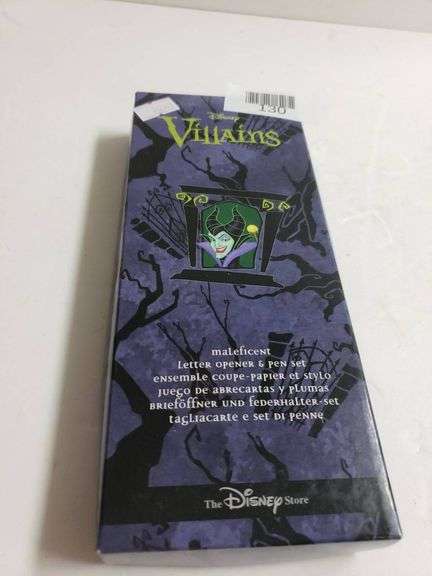 130
Disney
Villains
maleficent
Letter opener & pen set
ensemble coupe-papier et stylo
juego de abrecartas y plumas
Brieföffner und federhalter-set
tagliacarte e set di penne
The Disney Store